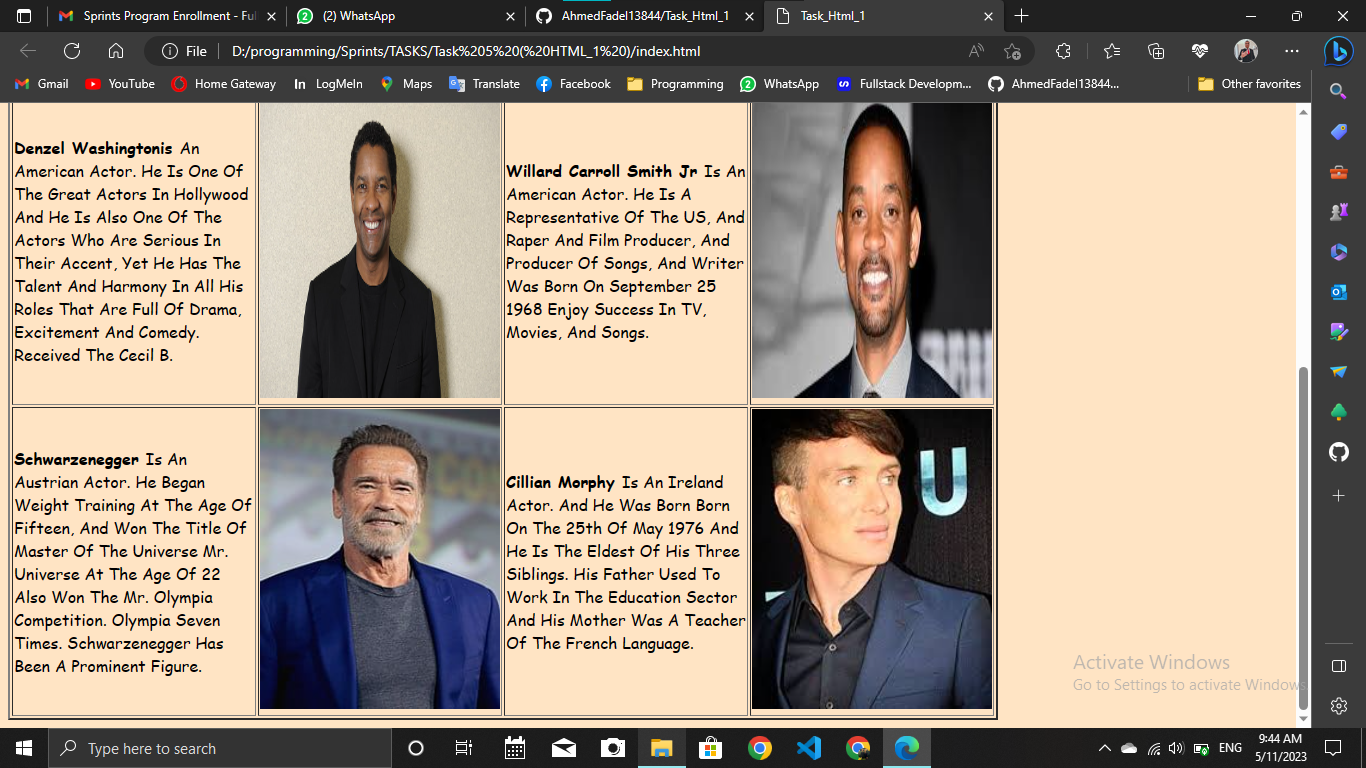 Sprints Program Enrollment - Ful
(2) WhatsApp
AhmedFadel13844/Task_Html_1
Task_Html_1
File
D:/programming/Sprints/TASKS/Task%205%20(%20HTML_1%20)/index.html
Gmail
YouTube
Home Gateway
In LogMeIn
Maps
Translate
Facebook
Programming
WhatsApp
Fullstack Developm...
AhmedFadel13844...
Other favorites
Denzel Washingtonis An
American Actor. He Is One Of
The Great Actors In Hollywood
And He Is Also One Of The
Actors Who Are Serious In
Their Accent, Yet He Has The
Talent And Harmony In All His
Roles That Are Full Of Drama,
Excitement And Comedy.
Received The Cecil B.
Willard Carroll Smith Jr Is An
American Actor. He Is A
Representative Of The US, And
Raper And Film Producer, And
Producer Of Songs, And Writer
Was Born On September 25
1968 Enjoy Success In TV,
Movies, And Songs.
Schwarzenegger Is An
Austrian Actor. He Began
Weight Training At The Age Of
Fifteen, And Won The Title Of
Master Of The Universe Mr.
Universe At The Age Of 22
Also Won The Mr. Olympia
Competition. Olympia Seven
Times. Schwarzenegger Has
Been A Prominent Figure.
Cillian Morphy Is An Ireland
Actor. And He Was Born Born
On The 25th Of May 1976 And
He Is The Eldest Of His Three
Siblings. His Father Used To
Work In The Education Sector
And His Mother Was A Teacher
Of The French Language.
U
Activate Windows
Go to Settings to activate Windows.
Type here to search
ENG
9:44 AM
5/11/2023